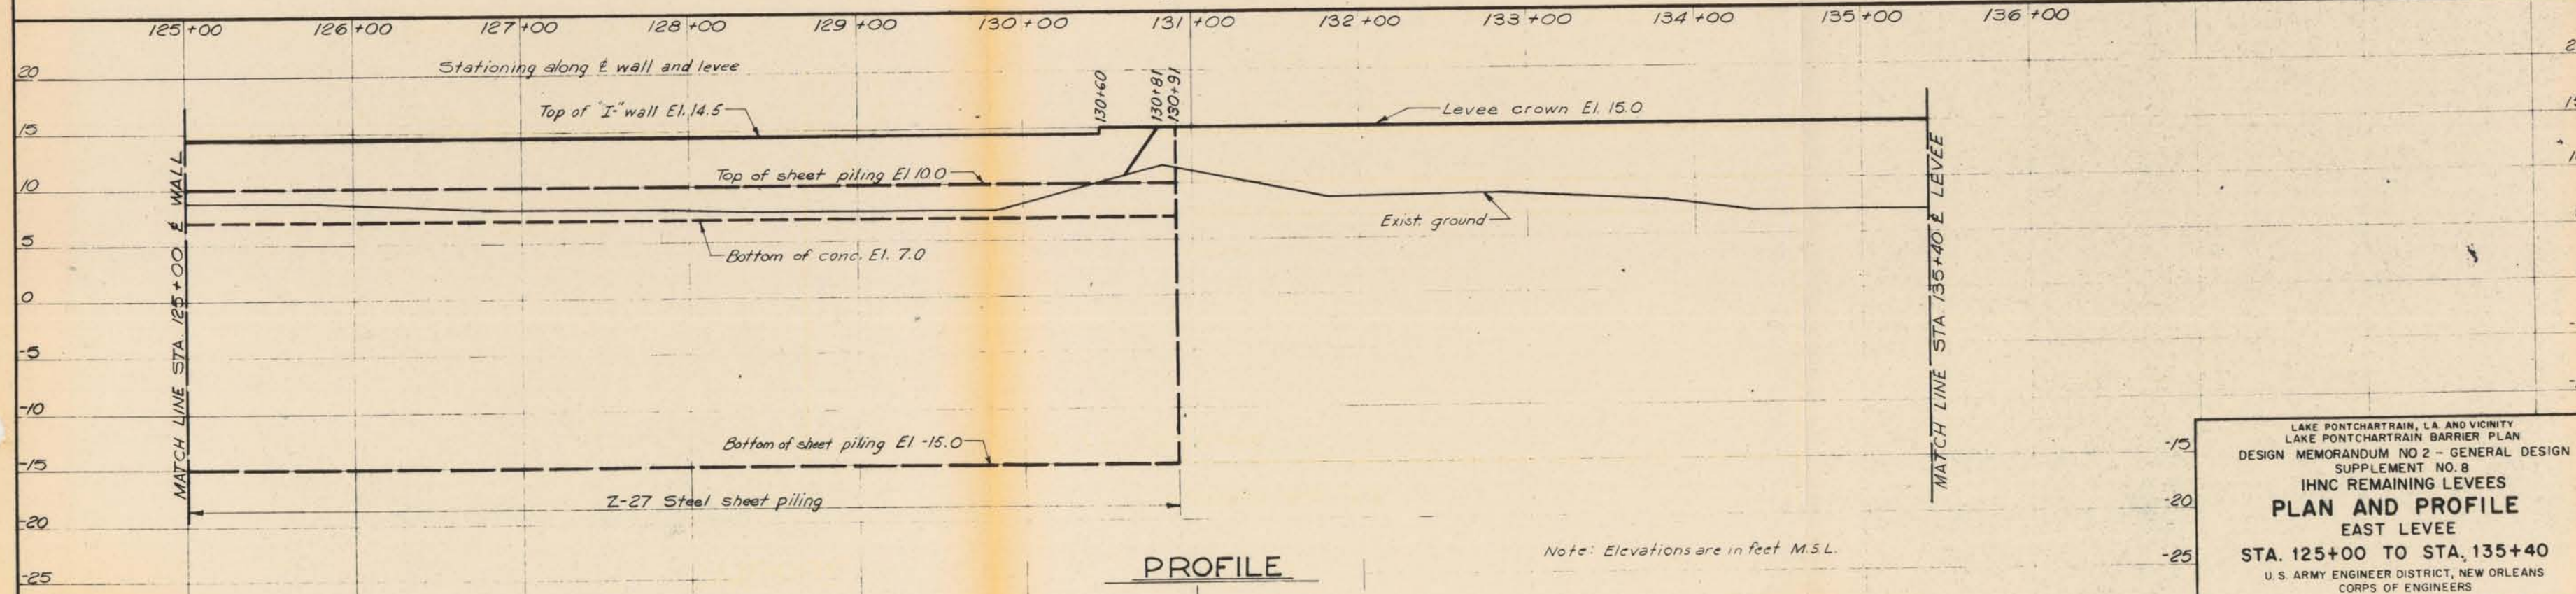 125+00 126+00 127+00 128+00 129+00 130+00 131+00 132+00 133+00 134+00 135+00 136+00
Stationing along ℄ wall and levee
20
15
10
5
0
-5
-10
-15
-20
-25
MATCH LINE STA. 125+00 ℄ WALL
Top of "I-" wall El. 14.5
130+60
130+81
130+91
Levee crown El. 15.0
Top of sheet piling El 10.0
Exist. ground
Bottom of conc. El. 7.0
Bottom of sheet piling El -15.0
Z-27 Steel sheet piling
MATCH LINE STA. 135+40 ℄ LEVEE
PROFILE
Note: Elevations are in feet M.S.L.
-15
-20
-25
LAKE PONTCHARTRAIN, LA. AND VICINITY
LAKE PONTCHARTRAIN BARRIER PLAN
DESIGN MEMORANDUM NO 2 - GENERAL DESIGN
SUPPLEMENT NO. 8
IHNC REMAINING LEVEES
PLAN AND PROFILE
EAST LEVEE
STA. 125+00 TO STA. 135+40
U. S. ARMY ENGINEER DISTRICT, NEW ORLEANS
CORPS OF ENGINEERS